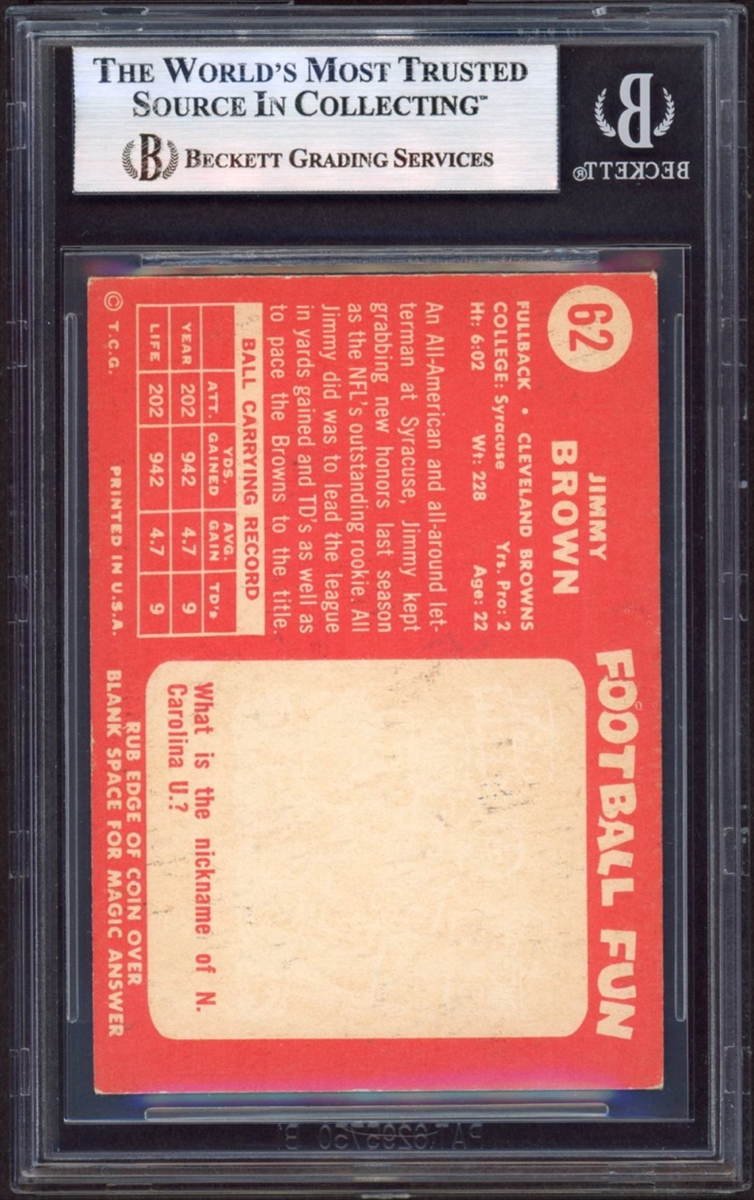 THE WORLD'S MOST TRUSTED
SOURCE IN COLLECTING™
BECKETT GRADING SERVICES
B
BECKETT®
62
JIMMY
BROWN
FULLBACK • CLEVELAND BROWNS
COLLEGE: Syracuse Yrs. Pro: 2
Ht: 6:02 Wt: 228 Age: 22
An All-American and all-around let-
terman at Syracuse, Jimmy kept
grabbing new honors last season
as the NFL's outstanding rookie. All
Jimmy did was to lead the league
in yards gained and TD's as well as
to pace the Browns to the title.
BALL CARRYING RECORD
ATT. YDS. GAINED AVG. GAIN TD's
YEAR 202 942 4.7 9
LIFE 202 942 4.7 9
© T.C.G. PRINTED IN U.S.A.
FOOTBALL FUN
What is the nickname of N.
Carolina U.?
RUB EDGE OF COIN OVER
BLANK SPACE FOR MAGIC ANSWER